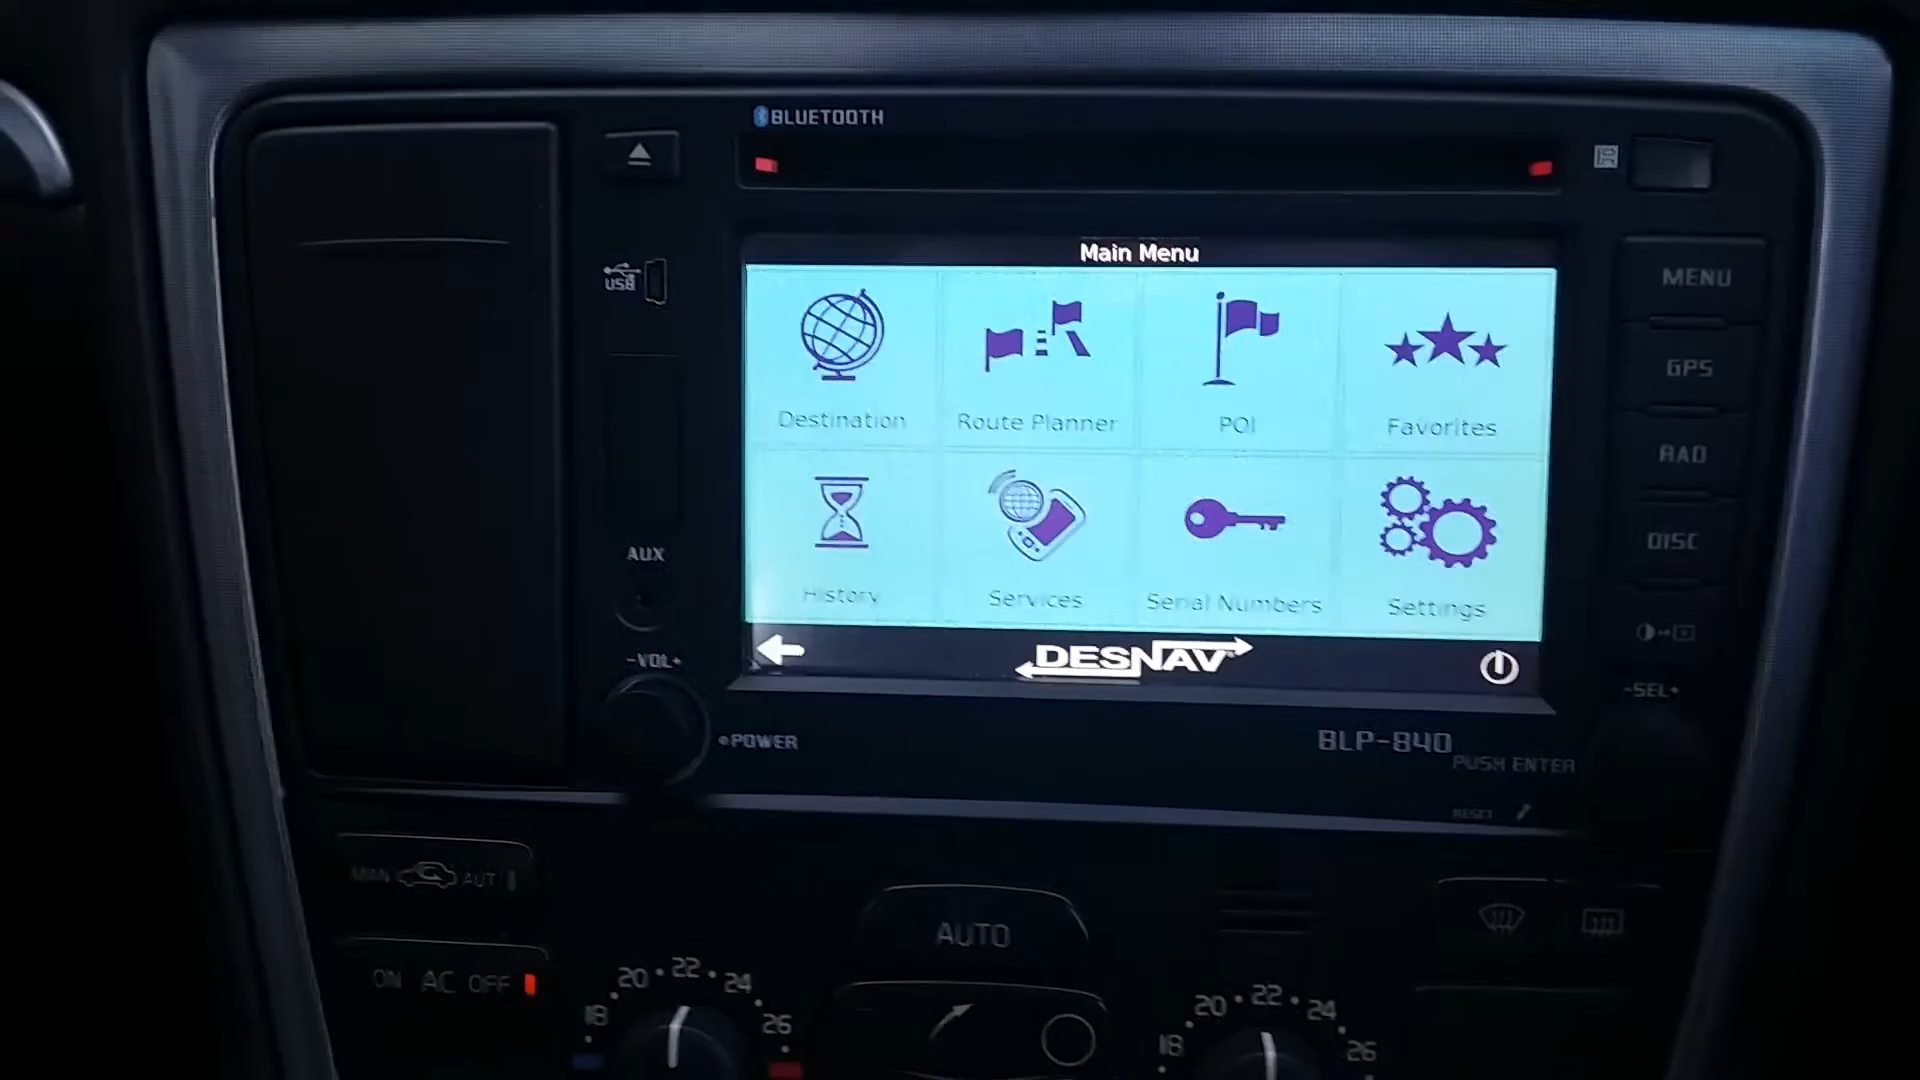 BLUETOOTH
IR
Main Menu
MENU
USB
GPS
Destination
Route Planner
POI
Favorites
RAD
DISC
AUX
History
Services
Serial Numbers
Settings
-VOL+
DESNAV
-SEL+
POWER
BLP-840
PUSH ENTER
RESET
MAN AUT
AUTO
ON AC OFF
18 20 22 24 26
18 20 22 24 26